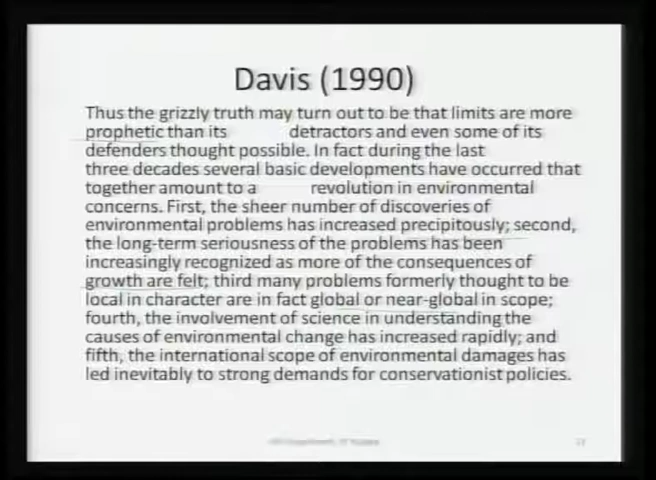 Davis (1990)
Thus the grizzly truth may turn out to be that limits are more
prophetic than its detractors and even some of its
defenders thought possible. In fact during the last
three decades several basic developments have occurred that
together amount to a revolution in environmental
concerns. First, the sheer number of discoveries of
environmental problems has increased precipitously; second,
the long-term seriousness of the problems has been
increasingly recognized as more of the consequences of
growth are felt; third many problems formerly thought to be
local in character are in fact global or near-global in scope;
fourth, the involvement of science in understanding the
causes of environmental change has increased rapidly; and
fifth, the international scope of environmental damages has
led inevitably to strong demands for conservationist policies.